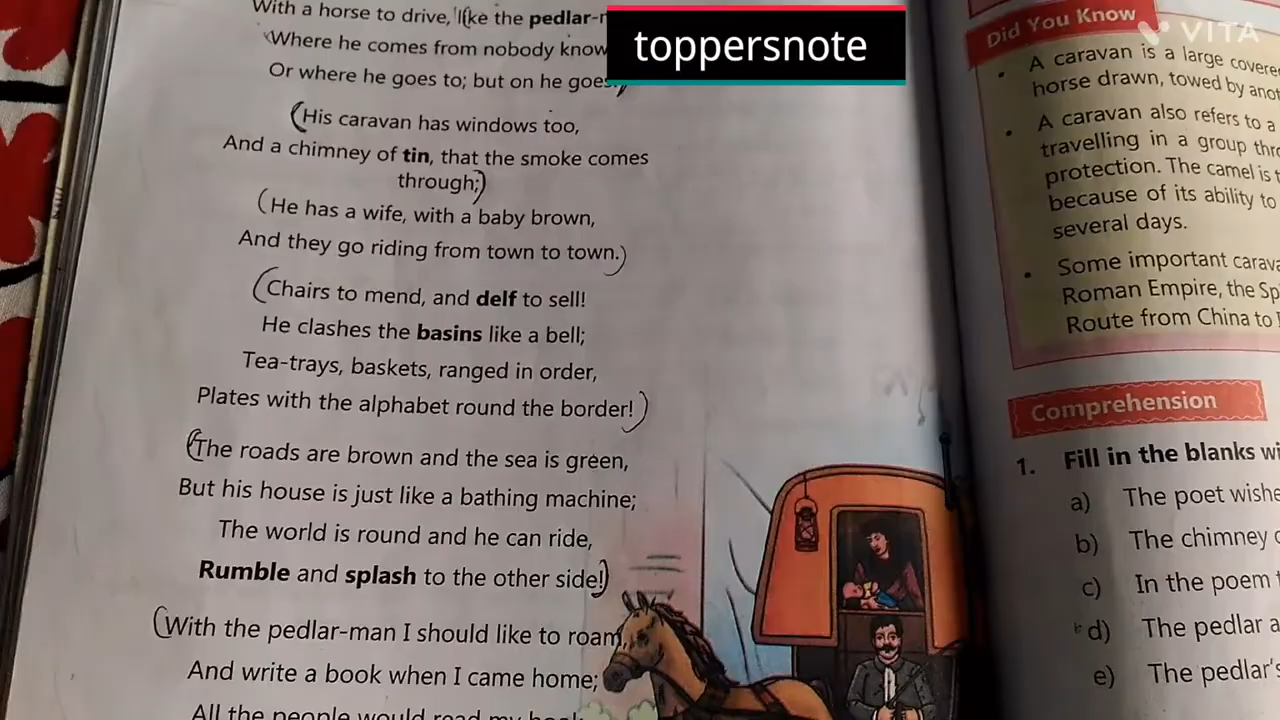 With a horse to drive, like the pedlar-
Where he comes from nobody know
Or where he goes to; but on he goes
His caravan has windows too,
And a chimney of tin, that the smoke comes
through;
He has a wife, with a baby brown,
And they go riding from town to town.
Chairs to mend, and delf to sell!
He clashes the basins like a bell;
Tea-trays, baskets, ranged in order,
Plates with the alphabet round the border!
The roads are brown and the sea is green,
But his house is just like a bathing machine;
The world is round and he can ride,
Rumble and splash to the other side!
With the pedlar-man I should like to roam
And write a book when I came home;
All the people would read my book
toppersnote
VITA
Did You Know
• A caravan is a large covere
horse drawn, towed by anot
• A caravan also refers to a
travelling in a group thr
protection. The camel is t
because of its ability to
several days.
• Some important carava
Roman Empire, the Sp
Route from China to
Comprehension
1. Fill in the blanks wi
a) The poet wishe
b) The chimney o
c) In the poem t
d) The pedlar a
e) The pedlar's